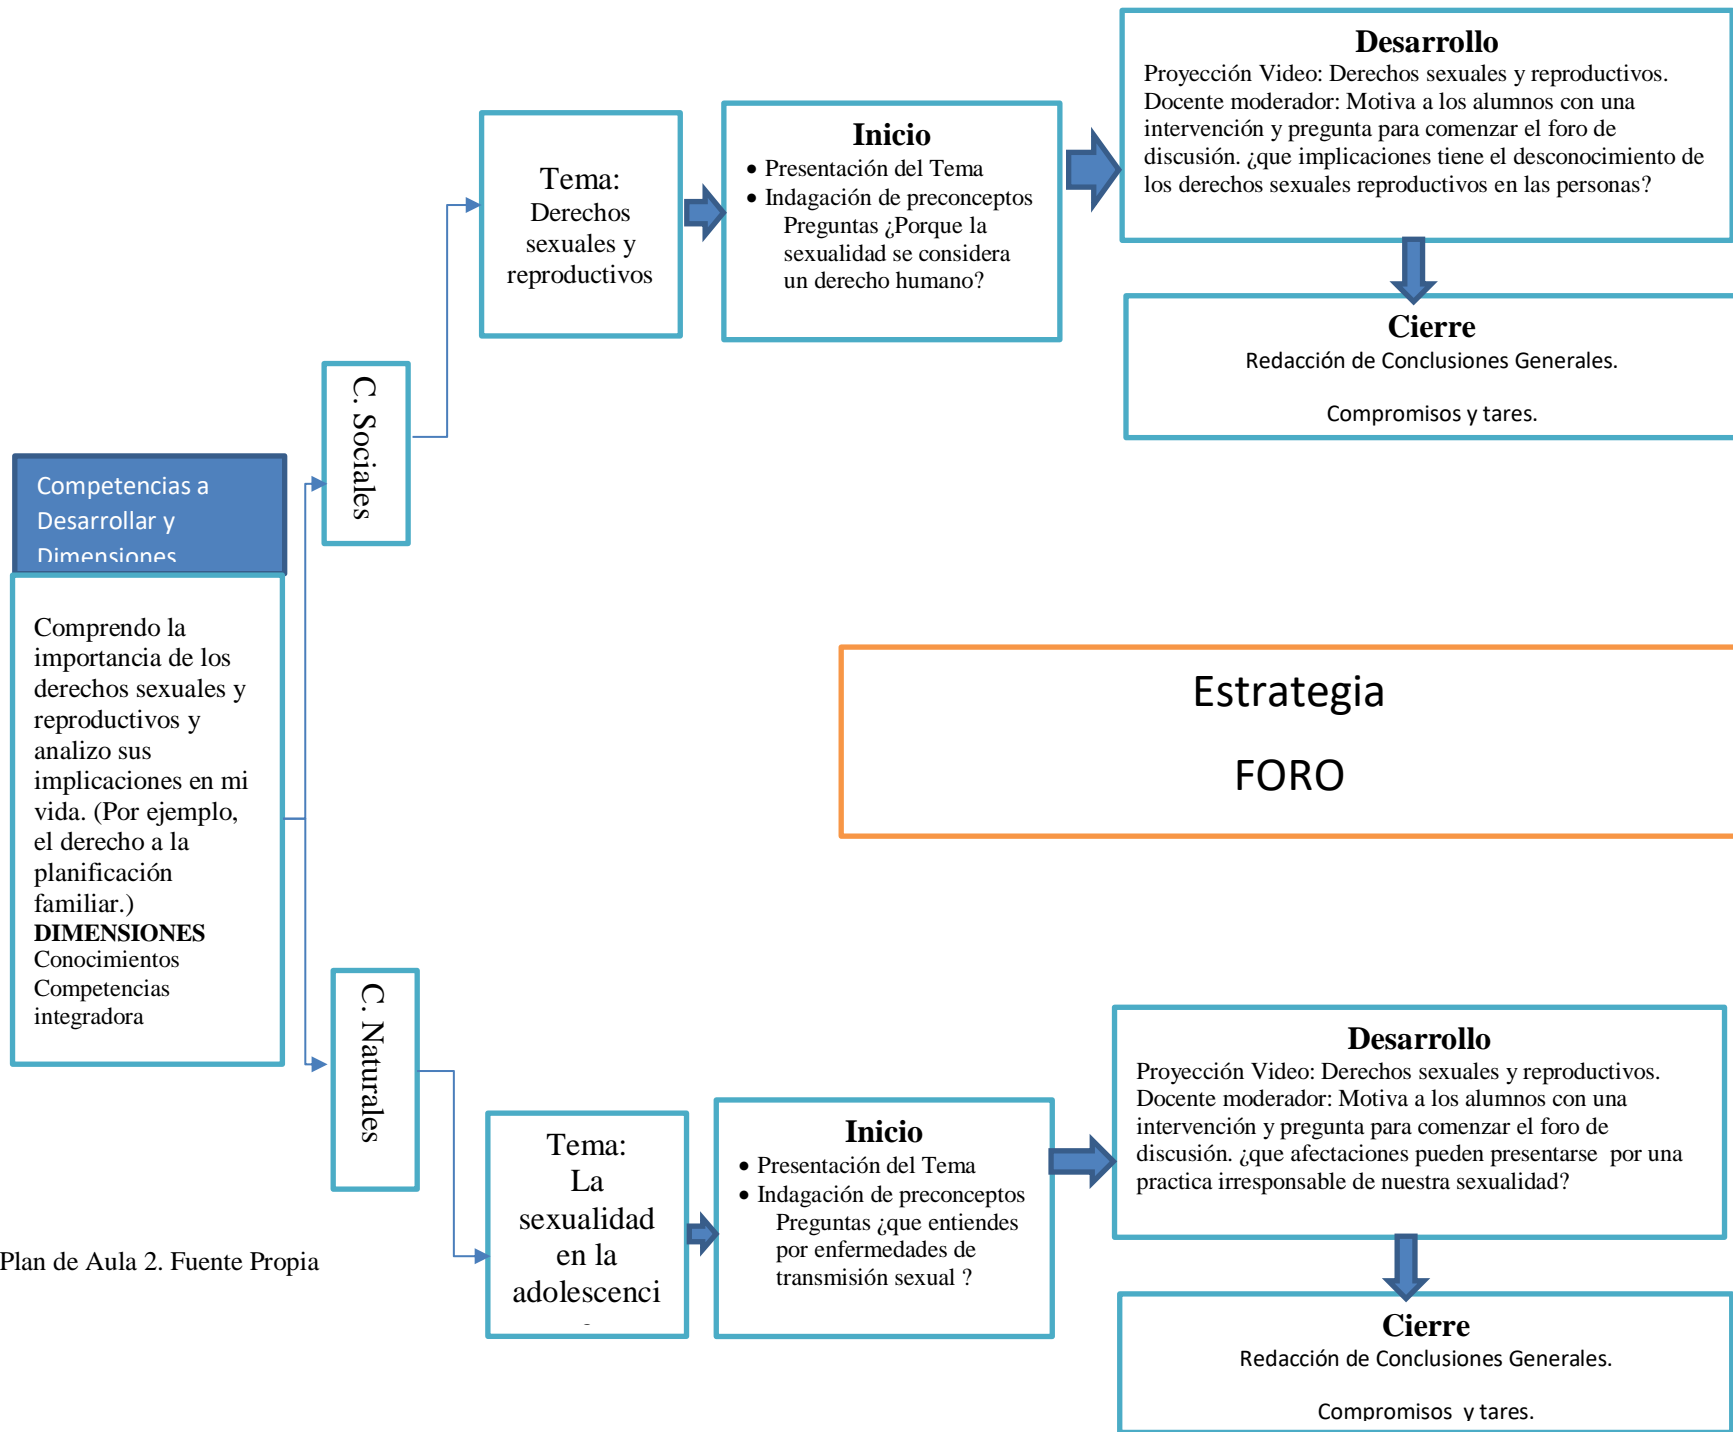 Competencias a
Desarrollar y
Dimensiones
Comprendo la
importancia de los
derechos sexuales y
reproductivos y
analizo sus
implicaciones en mi
vida. (Por ejemplo,
el derecho a la
planificación
familiar.)
DIMENSIONES
Conocimientos
Competencias
integradora
C. Sociales
Tema:
Derechos
sexuales y
reproductivos
Inicio
• Presentación del Tema
• Indagación de preconceptos
Preguntas ¿Porque la
sexualidad se considera
un derecho humano?
Desarrollo
Proyección Video: Derechos sexuales y reproductivos.
Docente moderador: Motiva a los alumnos con una
intervención y pregunta para comenzar el foro de
discusión. ¿que implicaciones tiene el desconocimiento de
los derechos sexuales reproductivos en las personas?
Cierre
Redacción de Conclusiones Generales.
Compromisos y tares.
Estrategia
FORO
C. Naturales
Tema:
La
sexualidad
en la
adolescenci
Inicio
• Presentación del Tema
• Indagación de preconceptos
Preguntas ¿que entiendes
por enfermedades de
transmisión sexual ?
Desarrollo
Proyección Video: Derechos sexuales y reproductivos.
Docente moderador: Motiva a los alumnos con una
intervención y pregunta para comenzar el foro de
discusión. ¿que afectaciones pueden presentarse  por una
practica irresponsable de nuestra sexualidad?
Cierre
Redacción de Conclusiones Generales.
Compromisos  y tares.
Plan de Aula 2. Fuente Propia